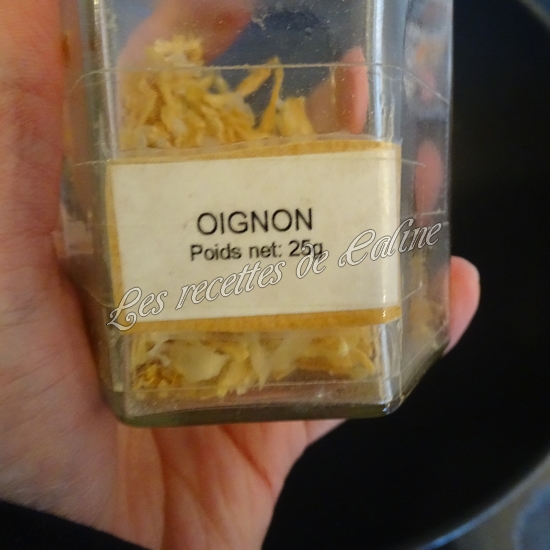 OIGNON
Poids net: 25g
Les recettes de Caline